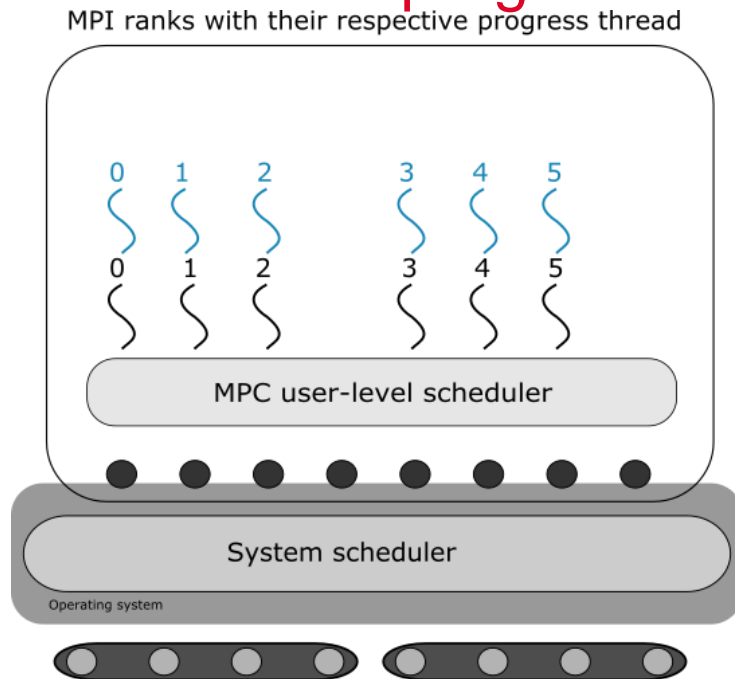 MPI ranks with their respective progress thread
0 1 2 3 4 5
0 1 2 3 4 5
MPC user-level scheduler
System scheduler
Operating system